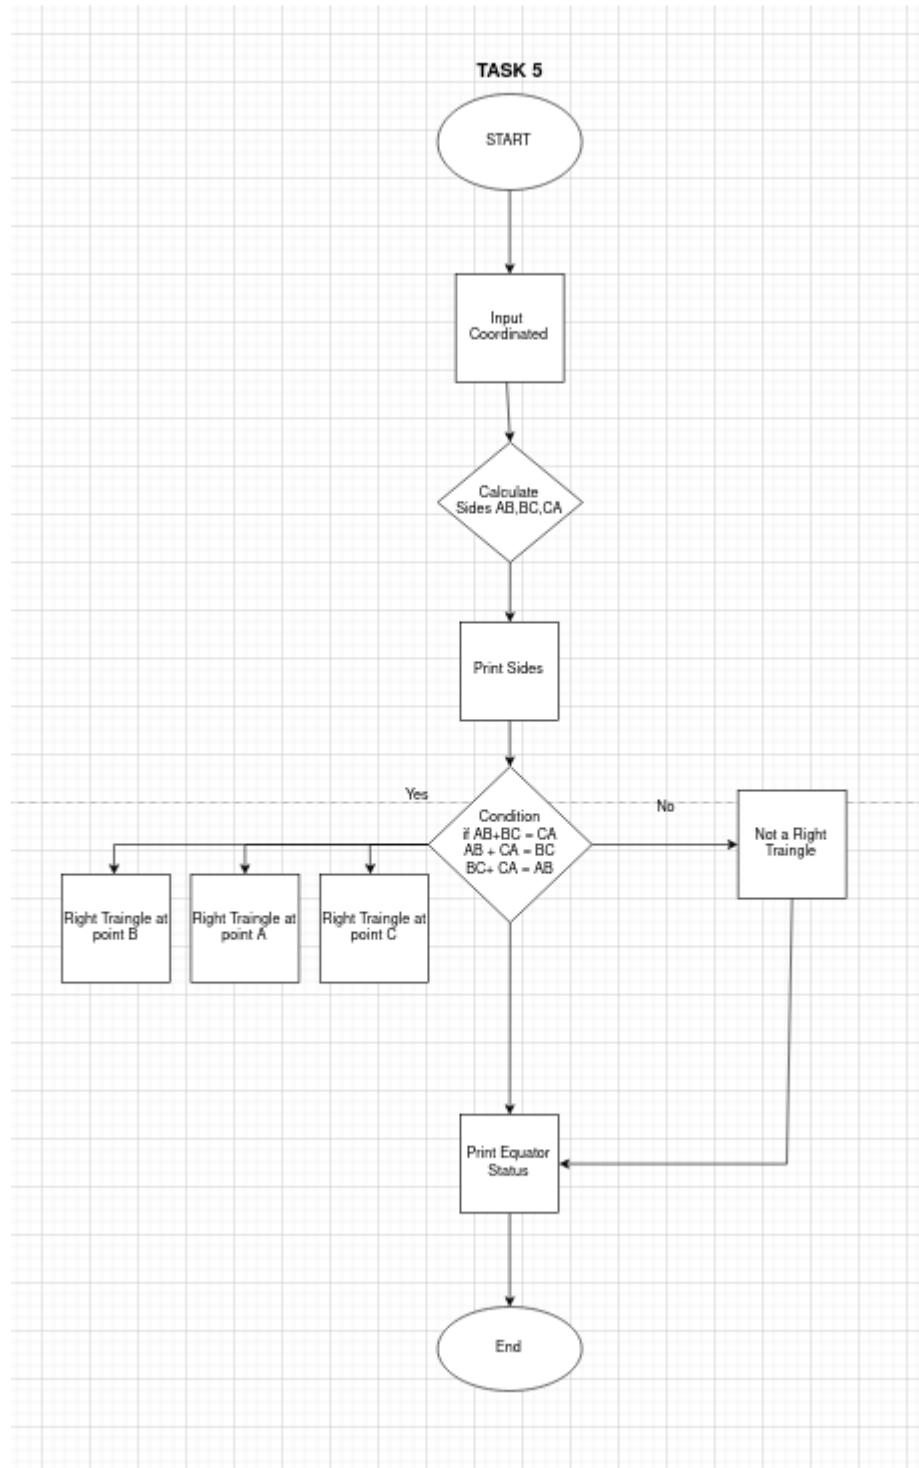 TASK 5
START
Input
Coordinated
Calculate
Sides AB,BC,CA
Print Sides
Yes
Condition
if AB+BC = CA
AB + CA = BC
BC+ CA = AB
No
Not a Right
Traingle
Right Traingle at
point B
Right Traingle at
point A
Right Traingle at
point C
Print Equator
Status
End